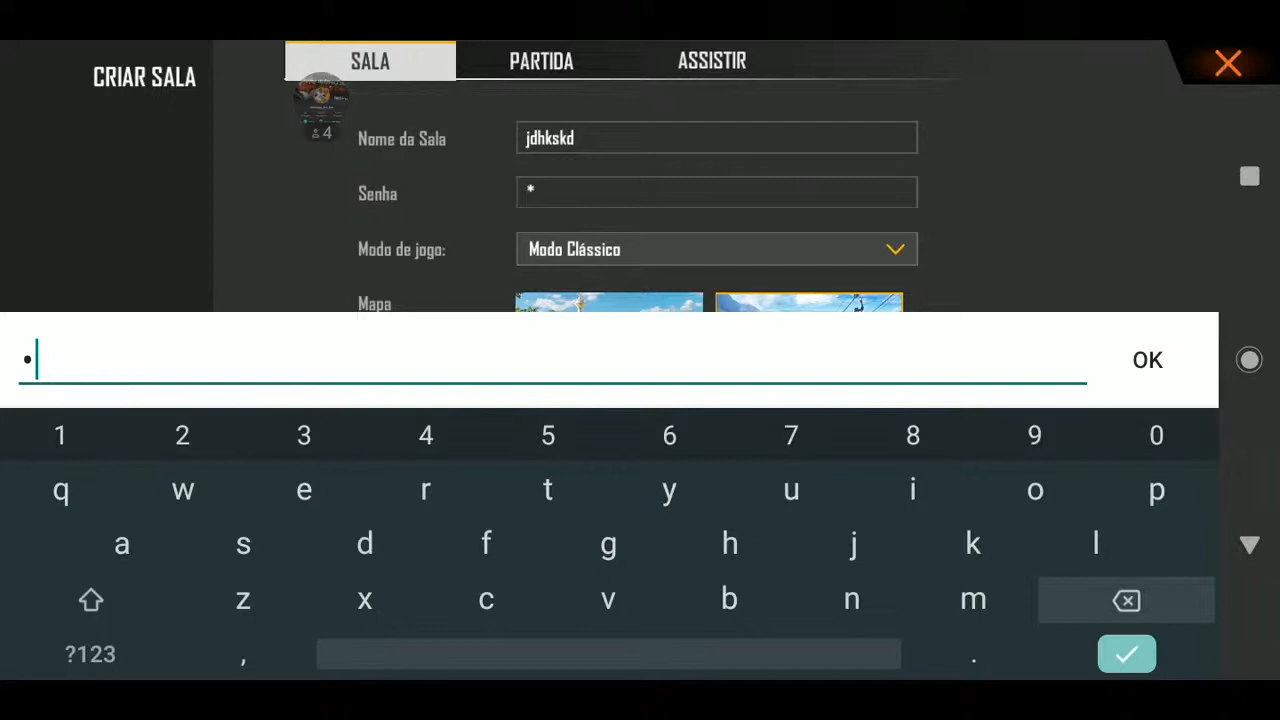 CRIAR SALA
SALA PARTIDA ASSISTIR
4
Nome da Sala jdhkskd
Senha *
Modo de jogo: Modo Clássico
Mapa
• OK
1 2 3 4 5 6 7 8 9 0
q w e r t y u i o p
a s d f g h j k l
z x c v b n m
?123 , .